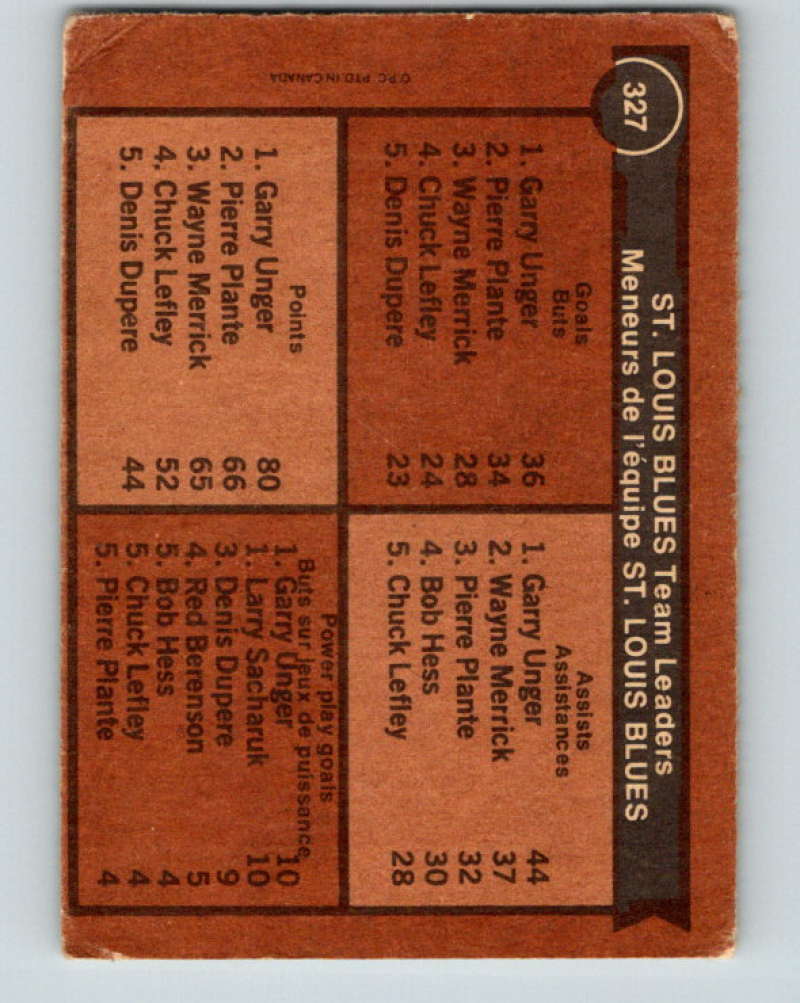 327
ST. LOUIS BLUES Team Leaders
Meneurs de l'équipe ST. LOUIS BLUES
Goals
Buts
1. Garry Unger 36
2. Pierre Plante 34
3. Wayne Merrick 28
4. Chuck Lefley 24
5. Denis Dupere 23
Assists
Assistances
1. Garry Unger 44
2. Wayne Merrick 37
3. Pierre Plante 32
4. Bob Hess 30
5. Chuck Lefley 28
Points
1. Garry Unger 80
2. Pierre Plante 66
3. Wayne Merrick 65
4. Chuck Lefley 52
5. Denis Dupere 44
Power play goals
Buts sur jeux de puissance
1. Garry Unger 10
1. Larry Sacharuk 10
3. Denis Dupere 9
4. Red Berenson 5
5. Bob Hess 4
5. Chuck Lefley 4
5. Pierre Plante 4
O.P.C. PTD. IN CANADA